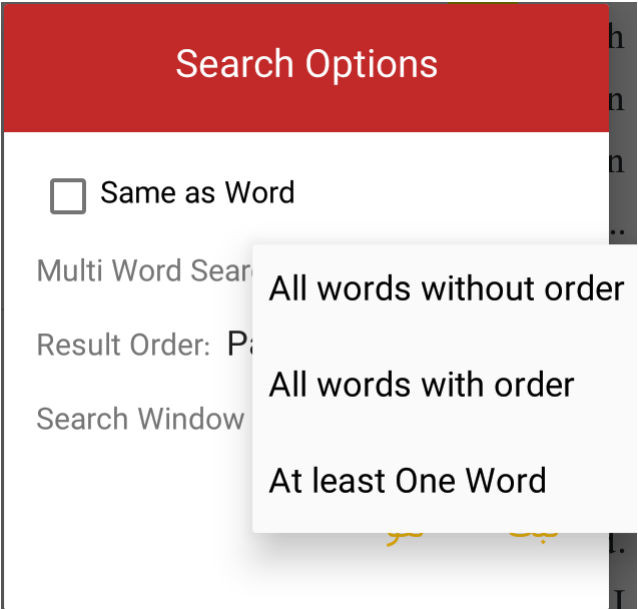 Search Options
Same as Word
Multi Word Sear
All words without order
Result Order: Pa
All words with order
Search Window
At least One Word